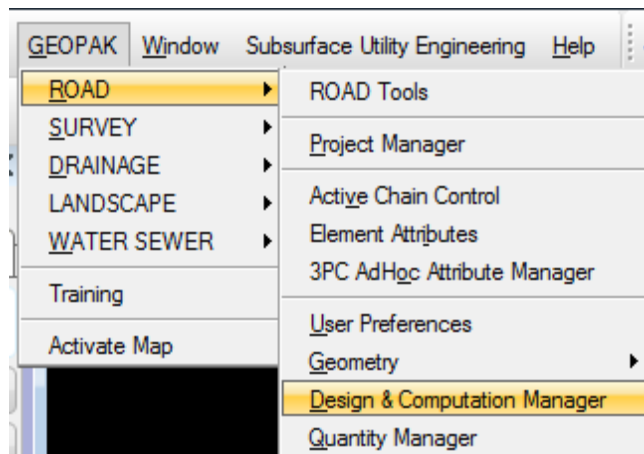 GEOPAK Window Subsurface Utility Engineering Help
ROAD
SURVEY
DRAINAGE
LANDSCAPE
WATER SEWER
Training
Activate Map
ROAD Tools
Project Manager
Active Chain Control
Element Attributes
3PC AdHoc Attribute Manager
User Preferences
Geometry
Design & Computation Manager
Quantity Manager